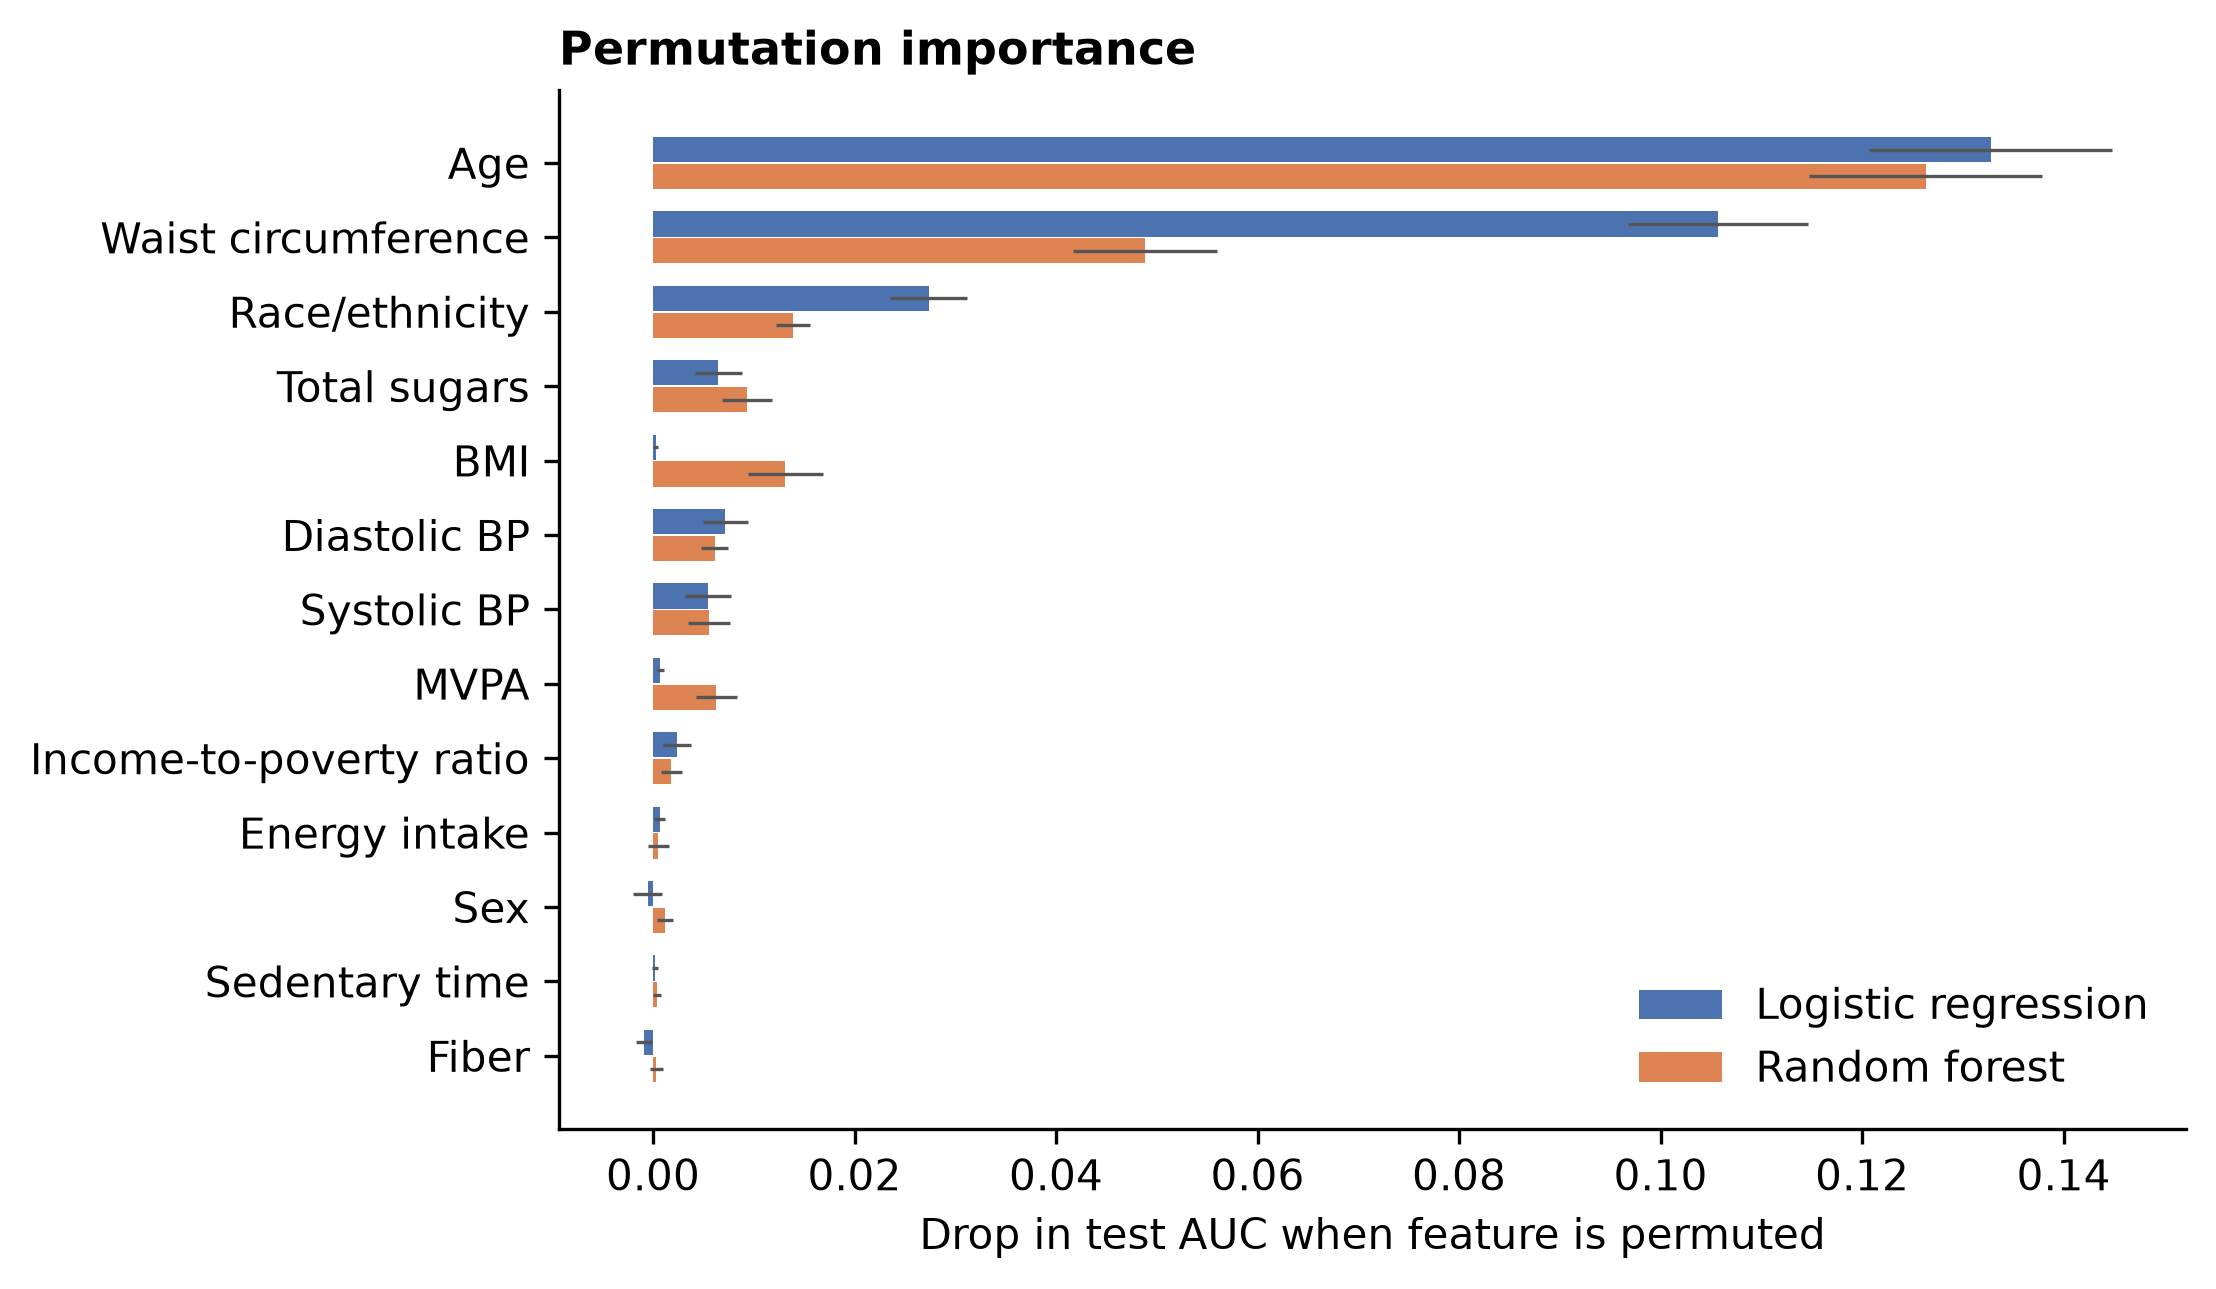 Permutation importance
Age
Waist circumference
Race/ethnicity
Total sugars
BMI
Diastolic BP
Systolic BP
MVPA
Income-to-poverty ratio
Energy intake
Sex
Sedentary time
Fiber
Logistic regression
Random forest
0.00 0.02 0.04 0.06 0.08 0.10 0.12 0.14
Drop in test AUC when feature is permuted